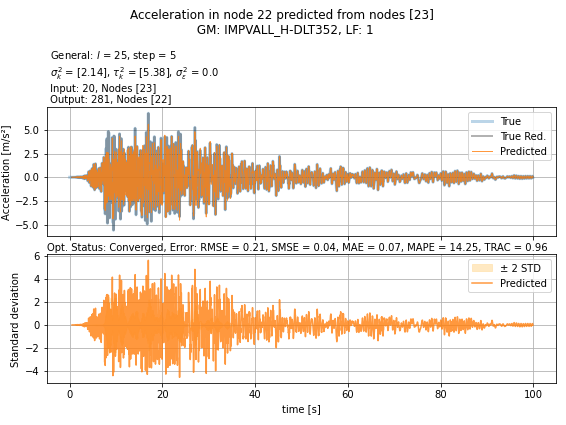 Acceleration in node 22 predicted from nodes [23]
GM: IMPVALL_H-DLT352, LF: 1
General: l = 25, step = 5
σ²ₖ = [2.14], τ²ₖ = [5.38], σ²ε = 0.0
Input: 20, Nodes [23]
Output: 281, Nodes [22]
Acceleration [m/s²]
5.0
2.5
0.0
−2.5
−5.0
True
True Red.
Predicted
Opt. Status: Converged, Error: RMSE = 0.21, SMSE = 0.04, MAE = 0.07, MAPE = 14.25, TRAC = 0.96
Standard deviation
6
4
2
0
−2
−4
± 2 STD
Predicted
0
20
40
60
80
100
time [s]